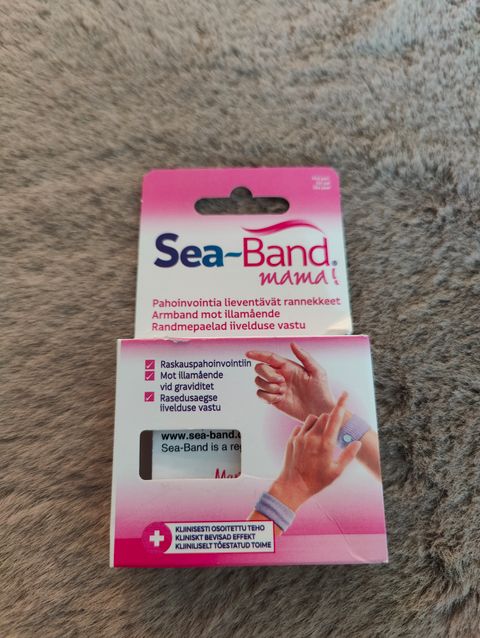 Sea-Band®
mama!
Pahoinvointia lieventävät rannekkeet
Armband mot illamående
Randmepaelad iivelduse vastu
Raskauspahoinvointiin
Mot illamående
vid graviditet
Rasedusaegse
iivelduse vastu
www.sea-band.
Sea-Band is a re
KLIINISESTI OSOITETTU TEHO
KLINISKT BEVISAD EFFEKT
KLIINILISELT TÕESTATUD TOIME